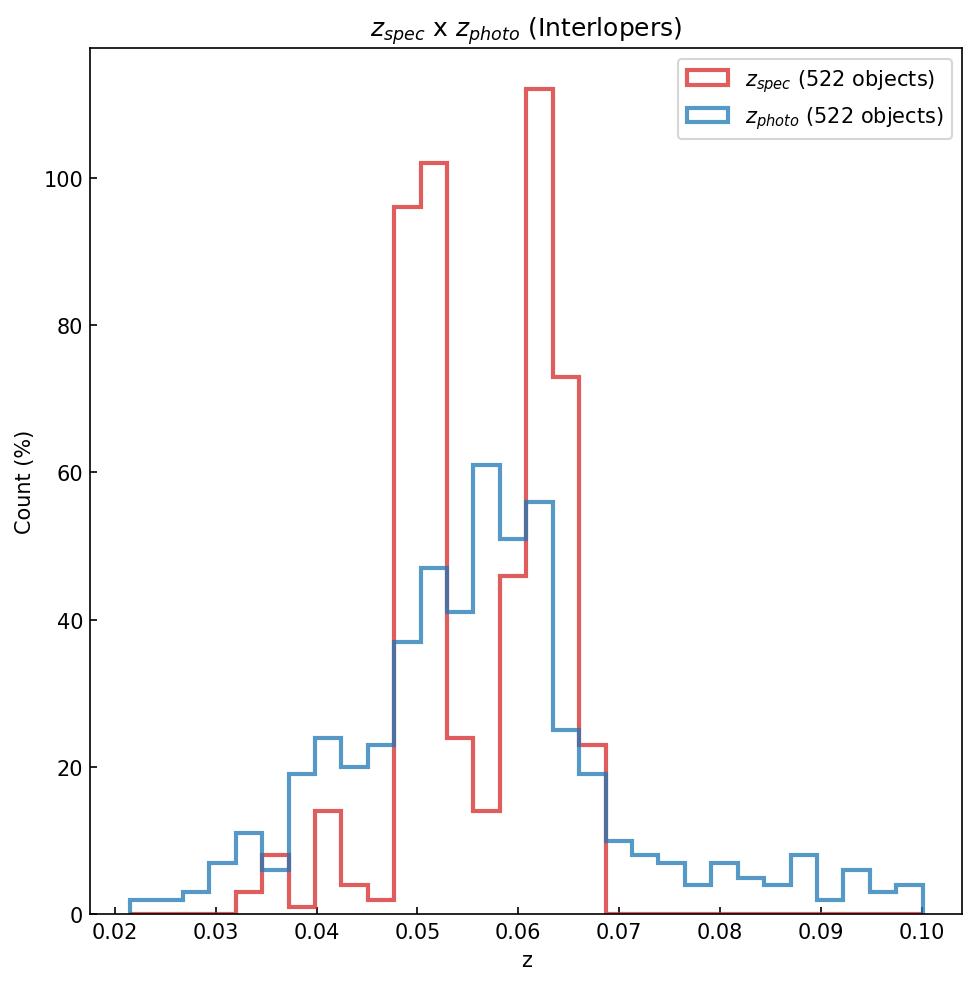 z_spec x z_photo (Interlopers)
z_spec (522 objects)
z_photo (522 objects)
Count (%)
100
80
60
40
20
0
0.02 0.03 0.04 0.05 0.06 0.07 0.08 0.09 0.10
z